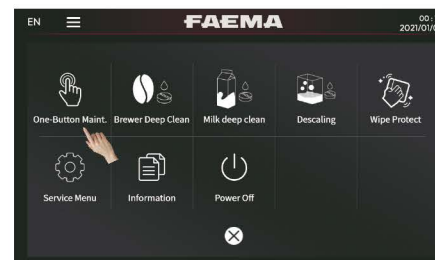 EN FAEMA 00:
2021/01/0
One-Button Maint. Brewer Deep Clean Milk deep clean Descaling Wipe Protect
Service Menu Information Power Off